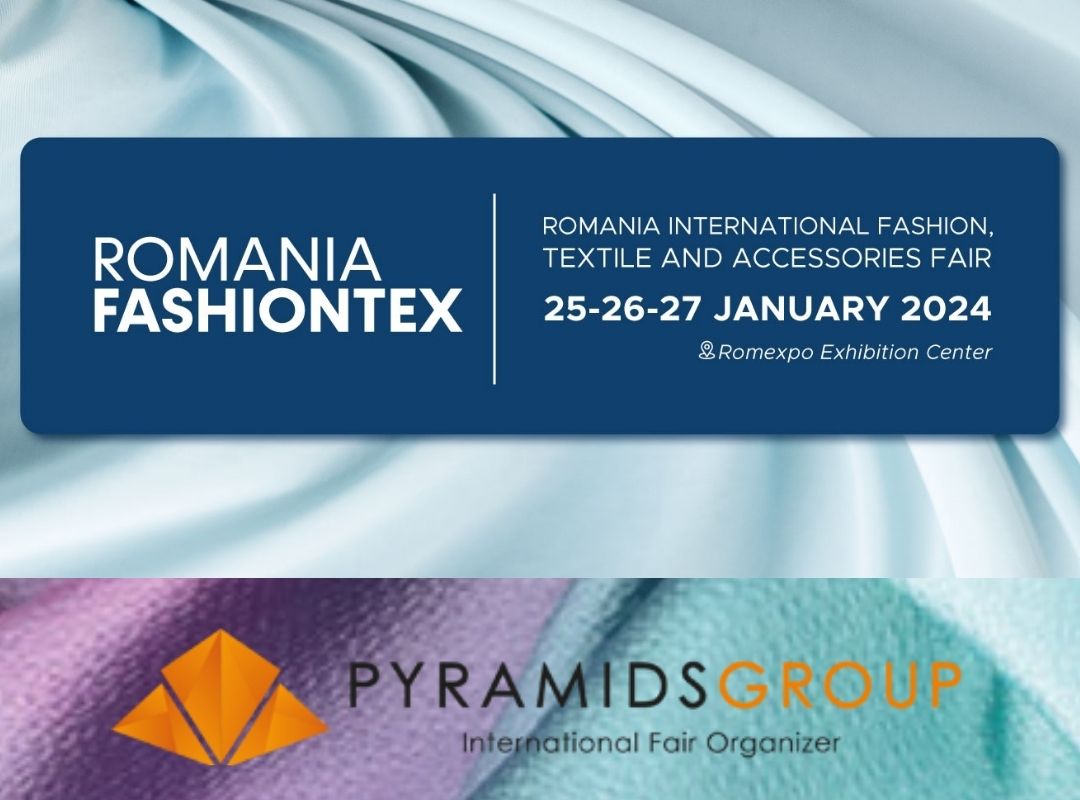 ROMANIA
FASHIONTEX
ROMANIA INTERNATIONAL FASHION,
TEXTILE AND ACCESSORIES FAIR
25-26-27 JANUARY 2024
Romexpo Exhibition Center
PYRAMIDSGROUP
International Fair Organizer